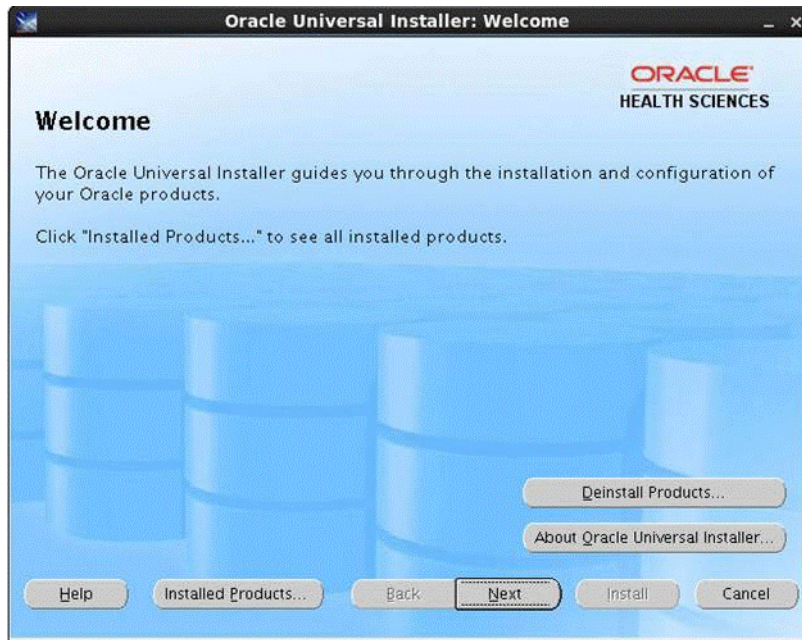 Oracle Universal Installer: Welcome
ORACLE
HEALTH SCIENCES
Welcome
The Oracle Universal Installer guides you through the installation and configuration of
your Oracle products.
Click "Installed Products..." to see all installed products.
Deinstall Products...
About Oracle Universal Installer...
Help Installed Products... Back Next Install Cancel